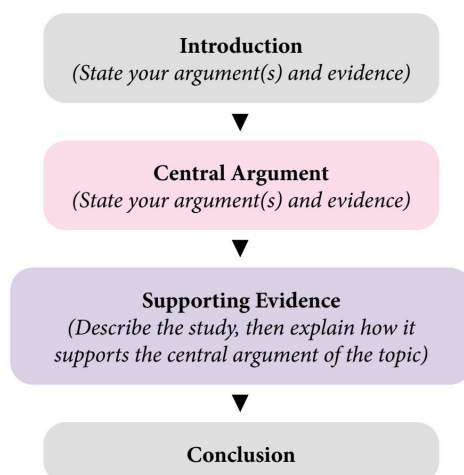 Introduction
(State your argument(s) and evidence)
Central Argument
(State your argument(s) and evidence)
Supporting Evidence
(Describe the study, then explain how it
supports the central argument of the topic)
Conclusion